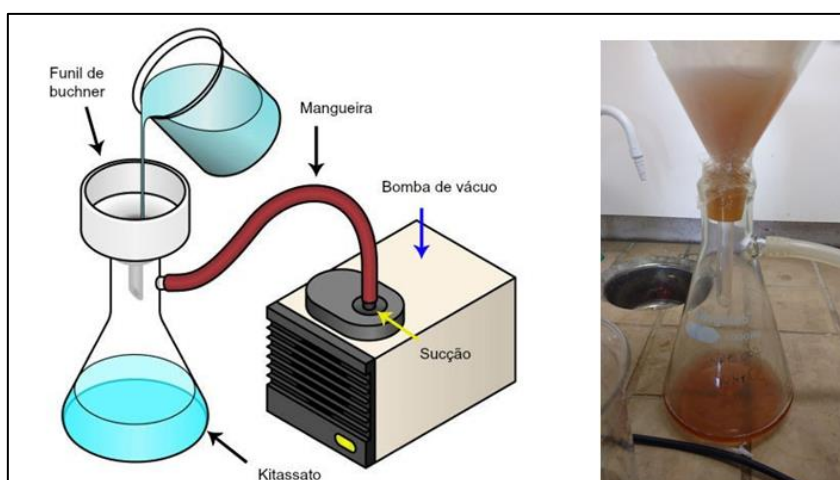 Funil de
buchner
Mangueira
Bomba de vácuo
Sucção
Kitassato